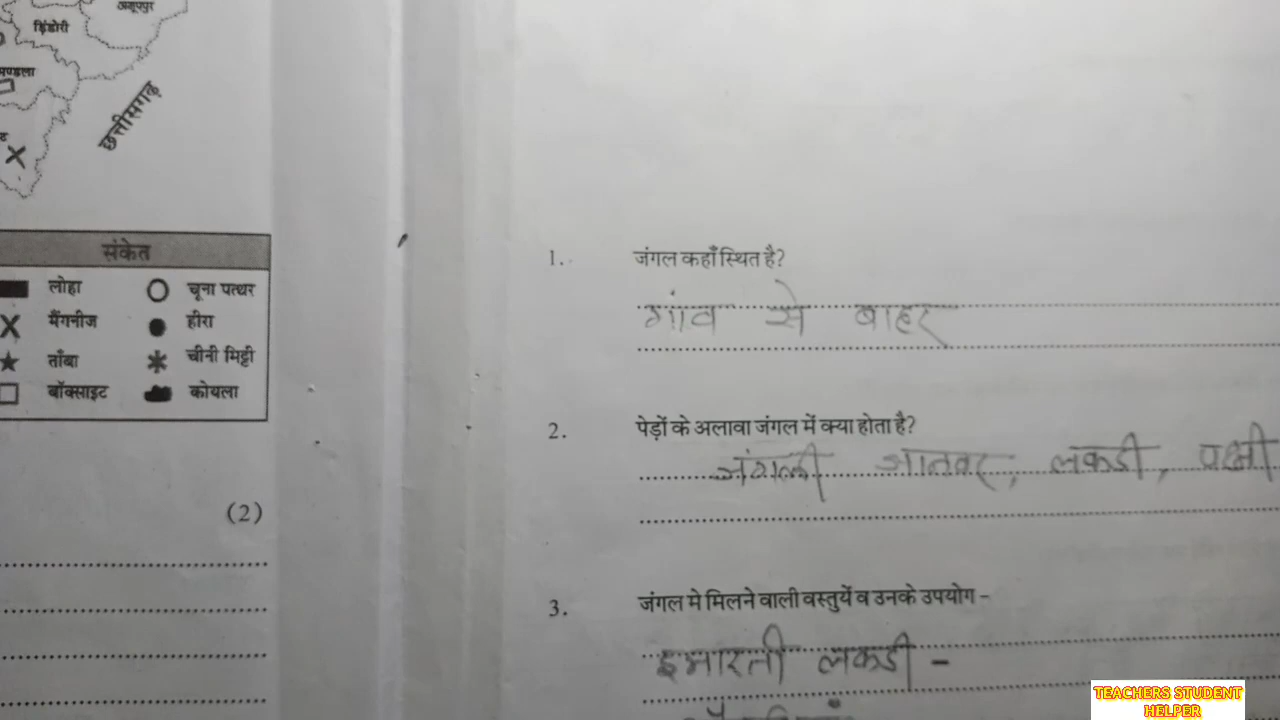 अनूपपुर
डिंडोरी
मण्डला
छत्तीसगढ़
संकेत
लोहा
चूना पत्थर
मैंगनीज
हीरा
ताँबा
चीनी मिट्टी
बॉक्साइट
कोयला
(2)
1. जंगल कहाँ स्थित है?
गांव से बाहर
2. पेड़ों के अलावा जंगल में क्या होता है?
जंगली जानवर, लकडी, पक्षी
3. जंगल मे मिलने वाली वस्तुयें व उनके उपयोग -
इमारती लकडी -
TEACHERS STUDENT
HELPER